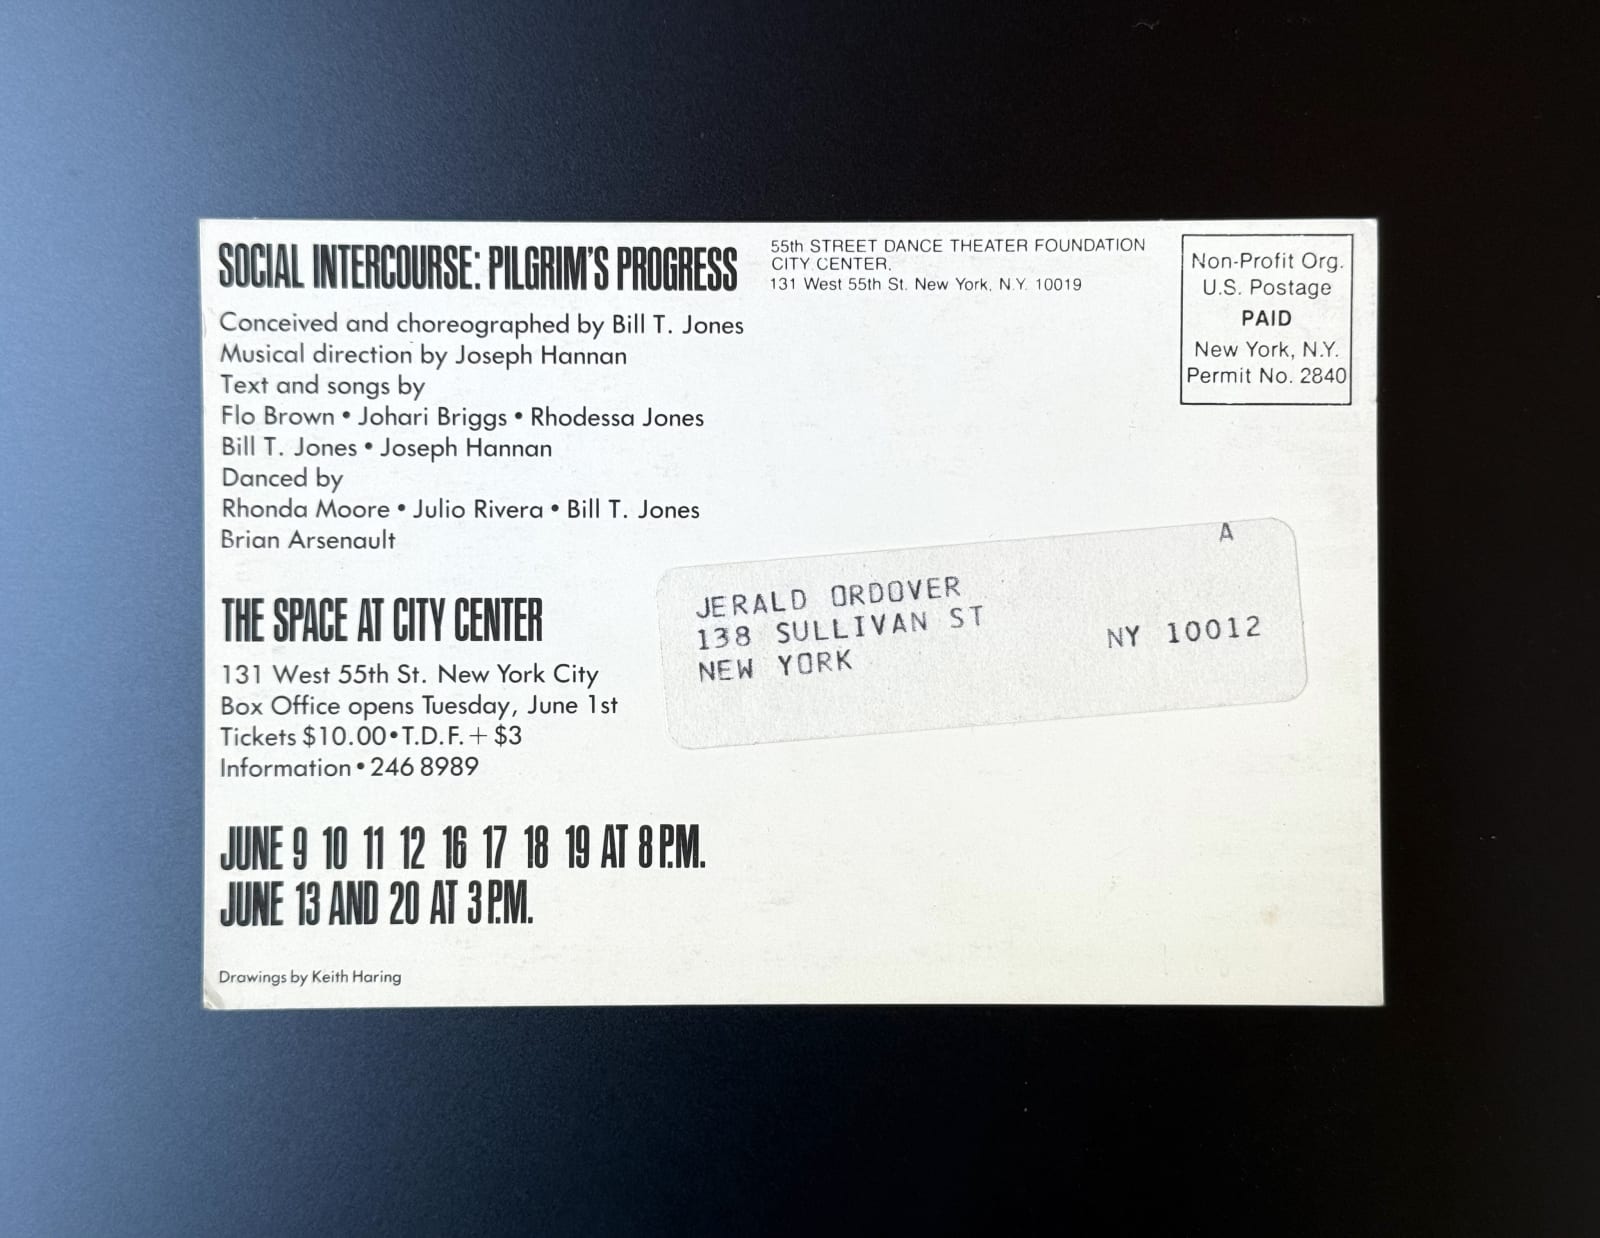 SOCIAL INTERCOURSE: PILGRIM'S PROGRESS
Conceived and choreographed by Bill T. Jones
Musical direction by Joseph Hannan
Text and songs by
Flo Brown • Johari Briggs • Rhodessa Jones
Bill T. Jones • Joseph Hannan
Danced by
Rhonda Moore • Julio Rivera • Bill T. Jones
Brian Arsenault
THE SPACE AT CITY CENTER
131 West 55th St. New York City
Box Office opens Tuesday, June 1st
Tickets $10.00 • T.D.F. + $3
Information • 246 8989
JUNE 9 10 11 12 16 17 18 19 AT 8 P.M.
JUNE 13 AND 20 AT 3 P.M.
Drawings by Keith Haring
55th STREET DANCE THEATER FOUNDATION
CITY CENTER.
131 West 55th St. New York, N.Y. 10019
Non-Profit Org.
U.S. Postage
PAID
New York, N.Y.
Permit No. 2840
A
JERALD ORDOVER
138 SULLIVAN ST
NEW YORK NY 10012